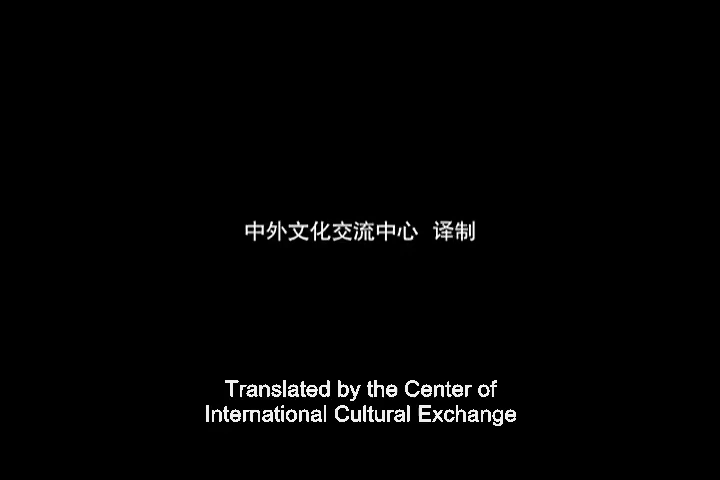 中外文化交流中心 译制
Translated by the Center of
International Cultural Exchange